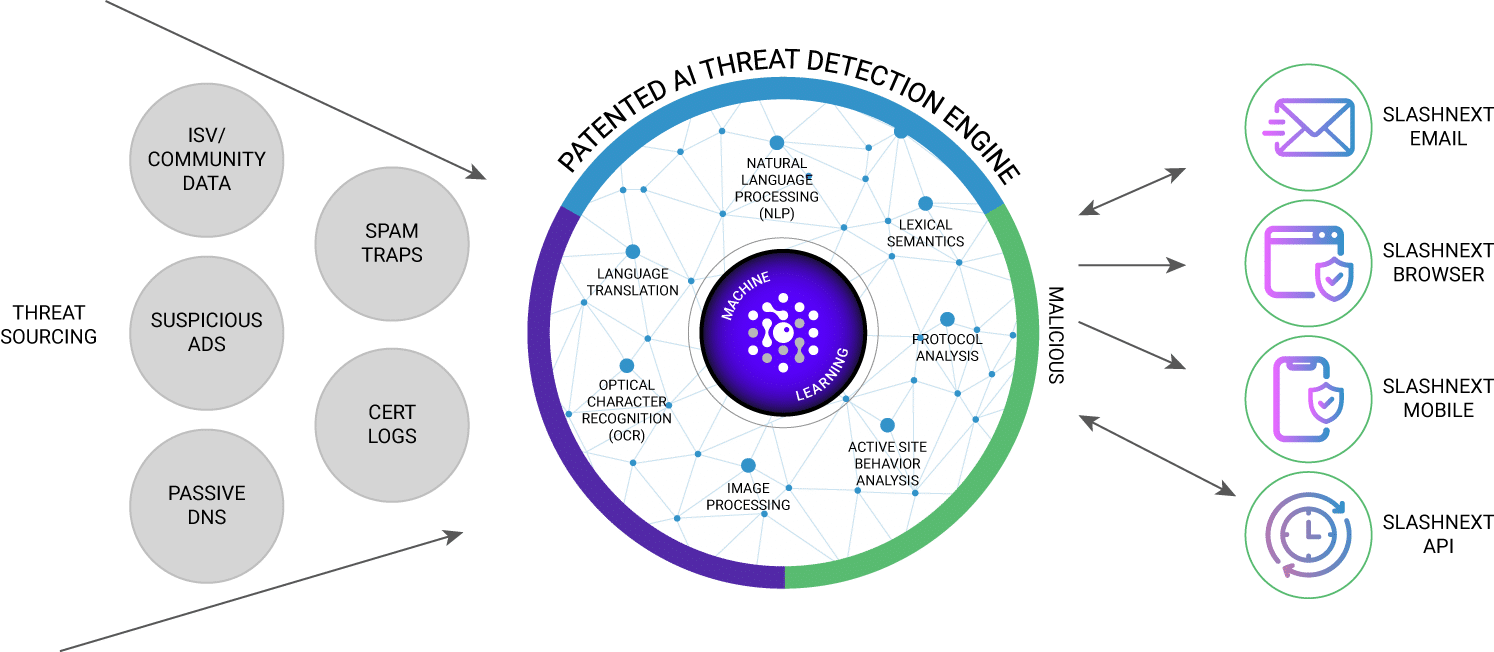 THREAT
SOURCING
ISV/
COMMUNITY
DATA
SUSPICIOUS
ADS
PASSIVE
DNS
SPAM
TRAPS
CERT
LOGS
PATENTED AI THREAT DETECTION ENGINE
NATURAL
LANGUAGE
PROCESSING
(NLP)
LEXICAL
SEMANTICS
LANGUAGE
TRANSLATION
MACHINE
LEARNING
PROTOCOL
ANALYSIS
OPTICAL
CHARACTER
RECOGNITION
(OCR)
ACTIVE SITE
BEHAVIOR
ANALYSIS
IMAGE
PROCESSING
MALICIOUS
SLASHNEXT
EMAIL
SLASHNEXT
BROWSER
SLASHNEXT
MOBILE
SLASHNEXT
API